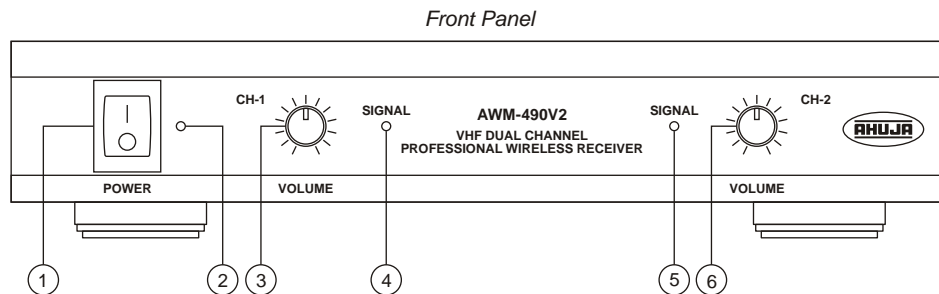 Front Panel
CH-1
SIGNAL
AWM-490V2
VHF DUAL CHANNEL
PROFESSIONAL WIRELESS RECEIVER
SIGNAL
CH-2
AHUJA
POWER
VOLUME
VOLUME
1
2
3
4
5
6